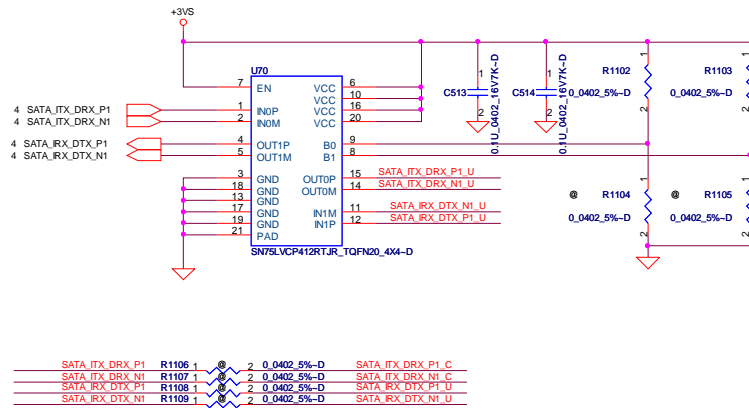 +3VS
U70
7 EN VCC 6
VCC 10
VCC 16
VCC 20
4 SATA_ITX_DRX_P1 1 IN0P
4 SATA_ITX_DRX_N1 2 IN0M
4 SATA_IRX_DTX_P1 4 OUT1P B0 9
4 SATA_IRX_DTX_N1 5 OUT1M B1 8
3 GND OUT0P 15 SATA_ITX_DRX_P1_U
18 GND OUT0M 14 SATA_ITX_DRX_N1_U
13 GND
17 GND IN1M 11 SATA_IRX_DTX_N1_U
19 GND IN1P 12 SATA_IRX_DTX_P1_U
21 PAD
SN75LVCP412RTJR_TQFN20_4X4~D
1 C513 2
0.1U_0402_16V7K~D
1 C514 2
0.1U_0402_16V7K~D
1 R1102 2
0_0402_5%~D
1 R1103 2
0_0402_5%~D
@ 1 R1104 2
0_0402_5%~D
@ 1 R1105 2
0_0402_5%~D
SATA_ITX_DRX_P1 R1106 1 @ 2 0_0402_5%~D SATA_ITX_DRX_P1_C
SATA_ITX_DRX_N1 R1107 1 @ 2 0_0402_5%~D SATA_ITX_DRX_N1_C
SATA_IRX_DTX_P1 R1108 1 @ 2 0_0402_5%~D SATA_IRX_DTX_P1_U
SATA_IRX_DTX_N1 R1109 1 @ 2 0_0402_5%~D SATA_IRX_DTX_N1_U